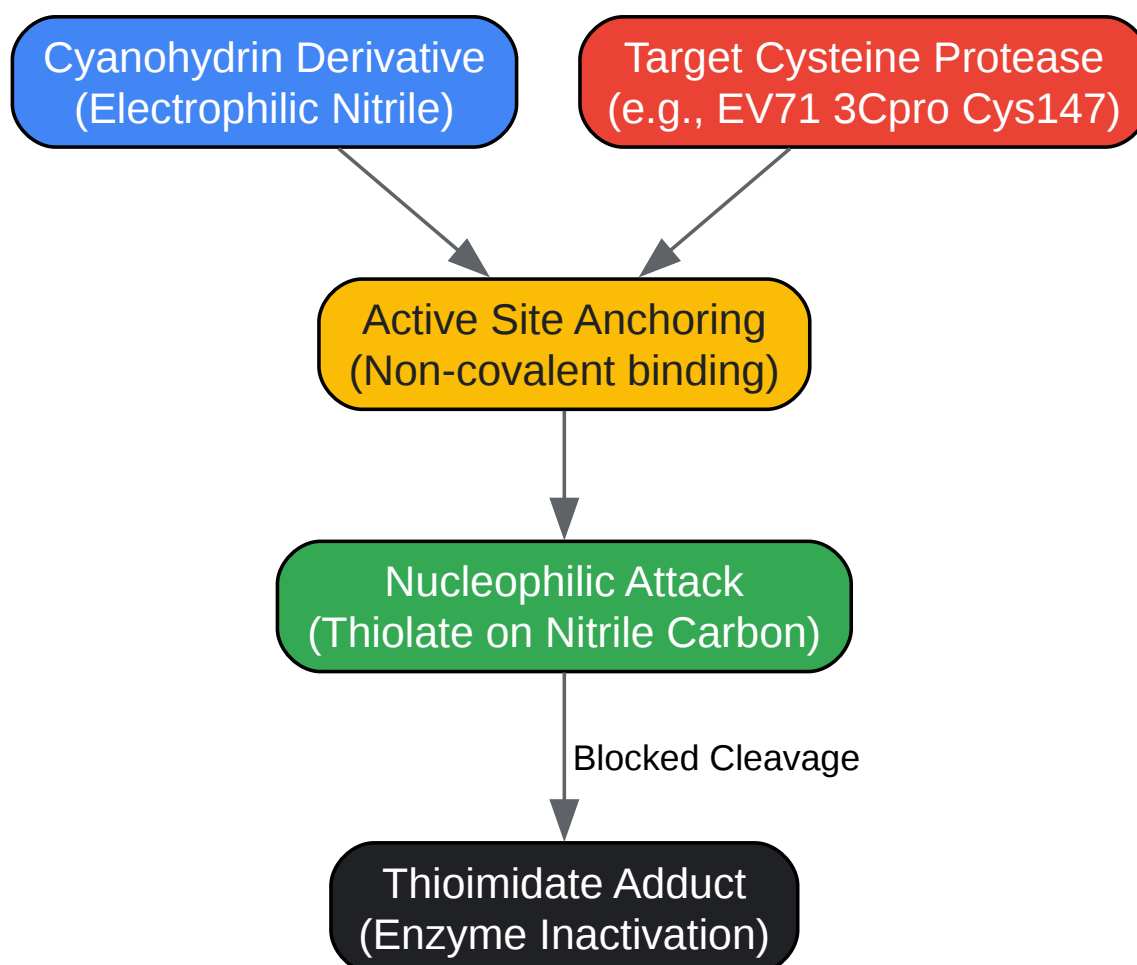 Cyanohydrin Derivative
(Electrophilic Nitrile)
Target Cysteine Protease
(e.g., EV71 3Cpro Cys147)
Active Site Anchoring
(Non-covalent binding)
Nucleophilic Attack
(Thiolate on Nitrile Carbon)
Blocked Cleavage
Thioimidate Adduct
(Enzyme Inactivation)